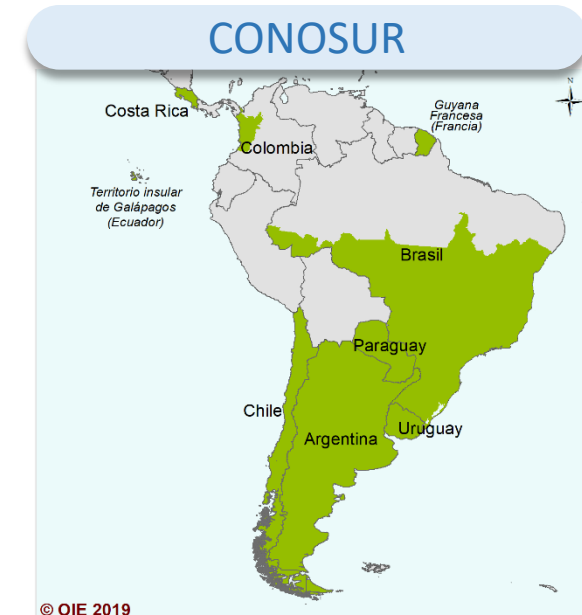 CONOSUR
N
Costa Rica
Guyana
Francesa
(Francia)
Colombia
Territorio insular
de Galápagos
(Ecuador)
Brasil
Paraguay
Chile
Argentina
Uruguay
© OIE 2019